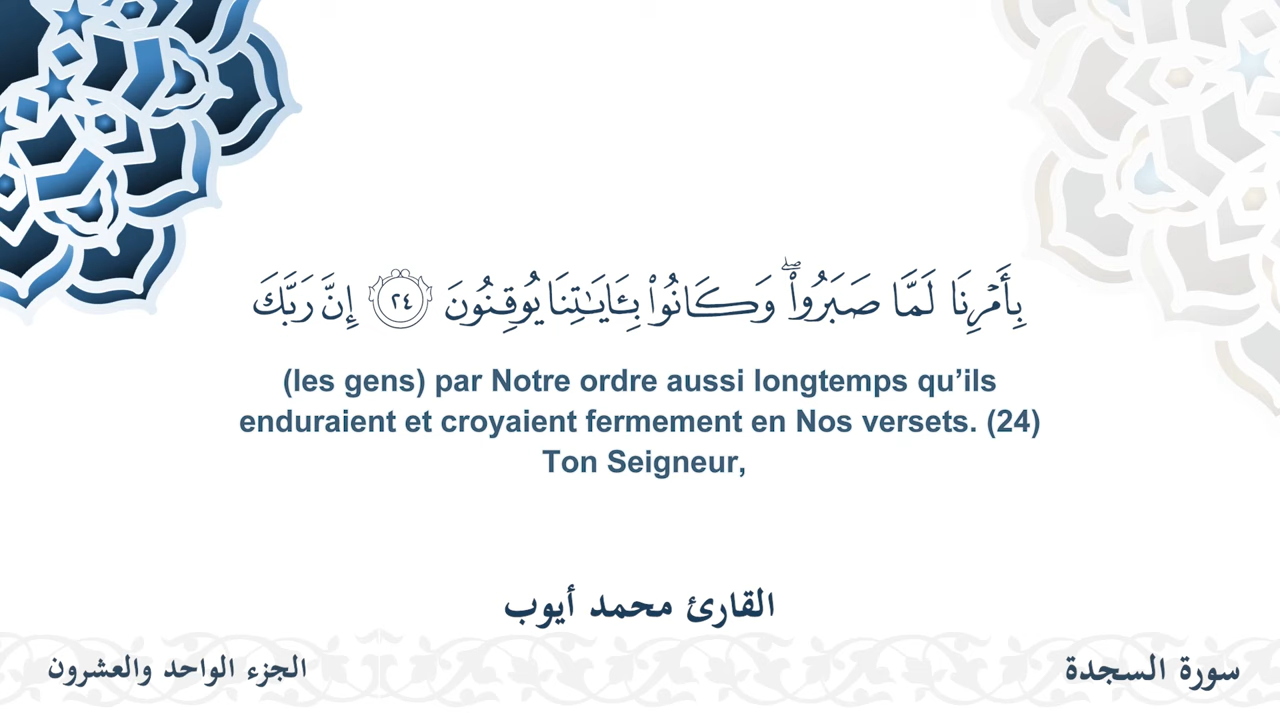 بِأَمْرِنَا لَمَّا صَبَرُوا۟ ۖ وَكَانُوا۟ بِـَٔايَـٰتِنَا يُوقِنُونَ ٢٤ إِنَّ رَبَّكَ
(les gens) par Notre ordre aussi longtemps qu’ils
enduraient et croyaient fermement en Nos versets. (24)
Ton Seigneur,
القارئ محمد أيوب
سورة السجدة
الجزء الواحد والعشرون